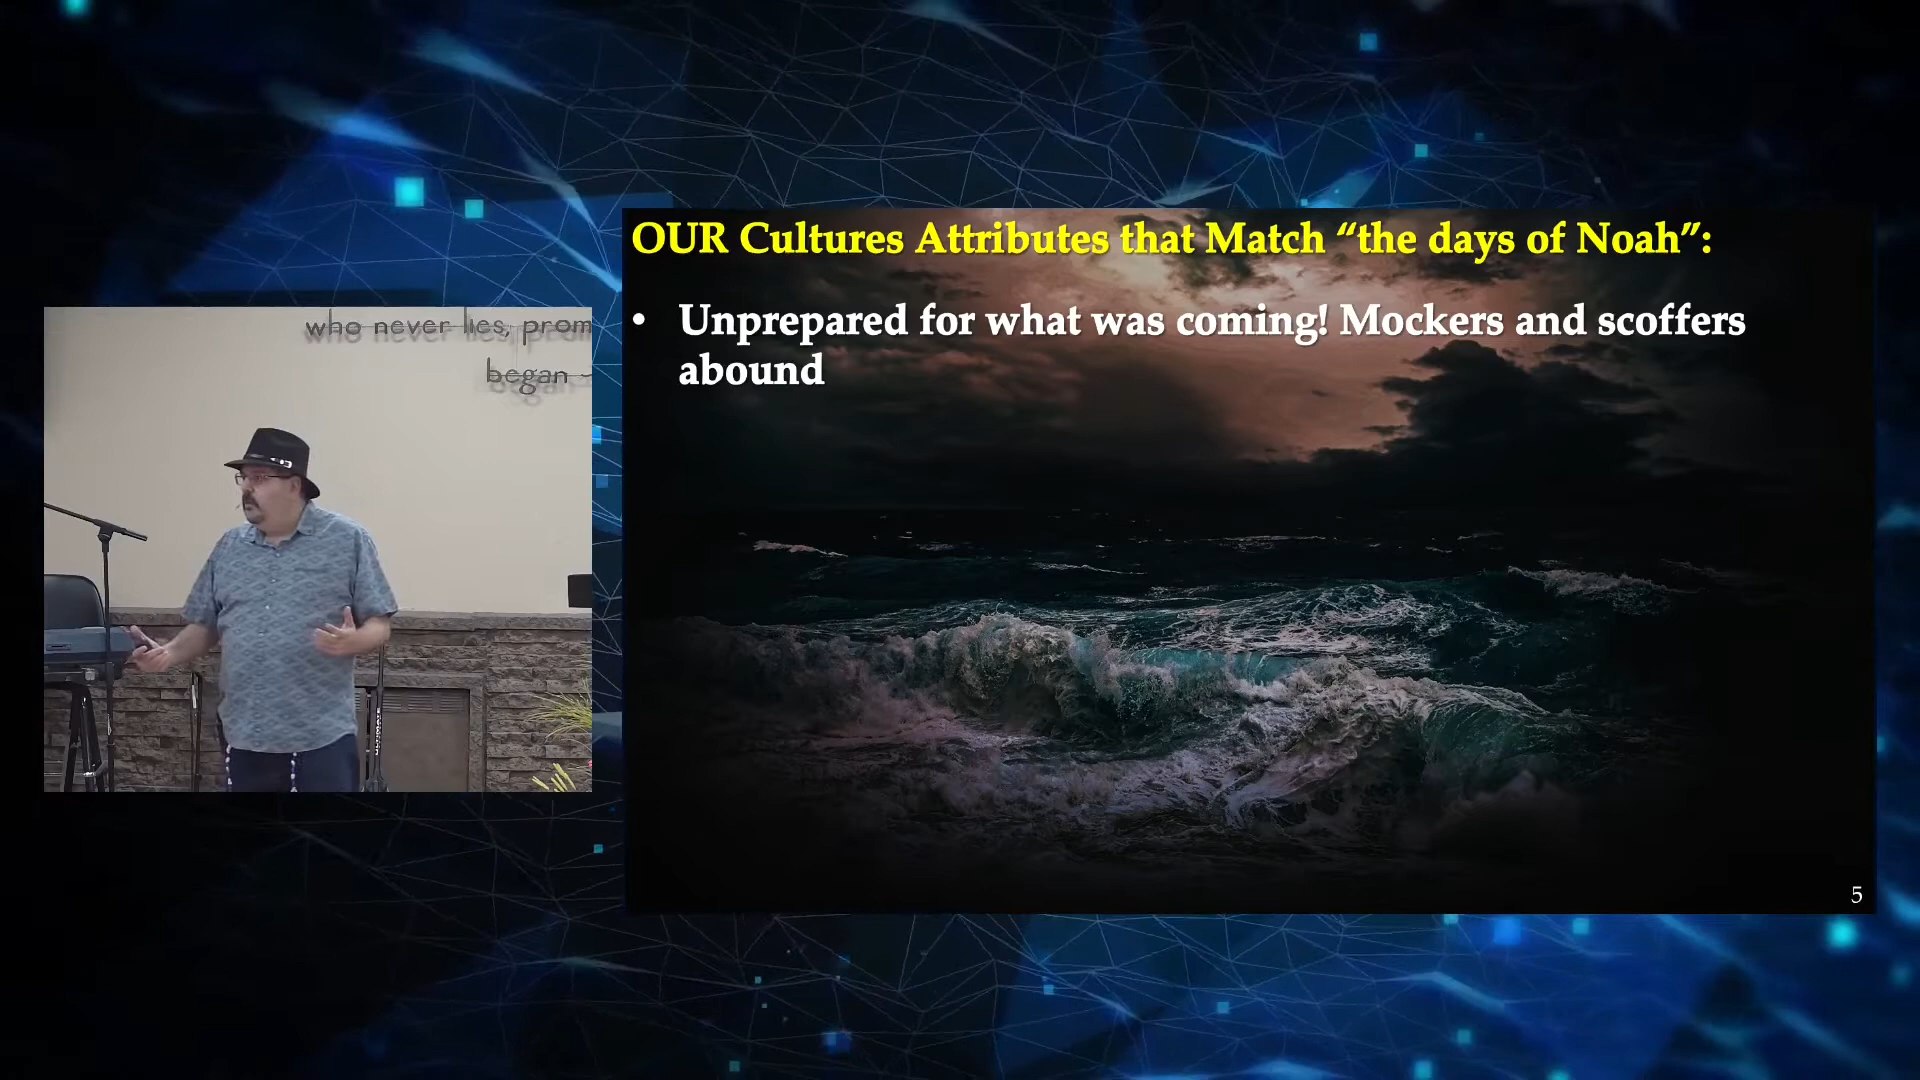 who never lies, prom
began -
OUR Cultures Attributes that Match “the days of Noah”:
• Unprepared for what was coming! Mockers and scoffers
abound
5